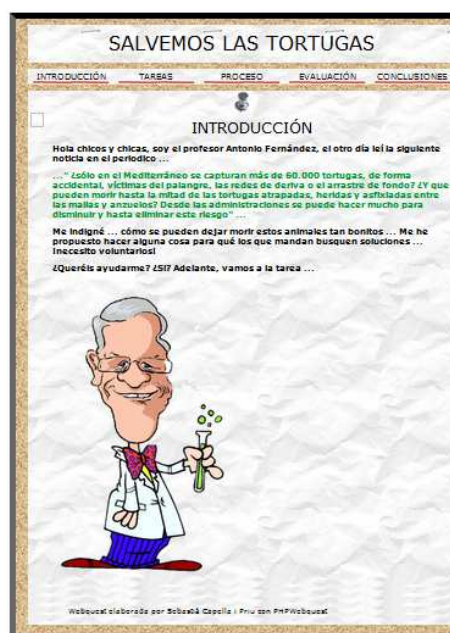 SALVEMOS LAS TORTUGAS
INTRODUCCIÓN TAREAS PROCESO EVALUACIÓN CONCLUSIONES
INTRODUCCIÓN
Hola chicos y chicas, soy el profesor Antonio Fernández, el otro día leí la siguiente
noticia en el periodico ...
..." ¿sólo en el Mediterráneo se capturan más de 60.000 tortugas, de forma
accidental, víctimas del palangre, las redes de deriva o el arrastre de fondo? ¿Y que
pueden morir hasta la mitad de las tortugas atrapadas, heridas y asfixiadas entre
las mallas y anzuelos? Desde las administraciones se puede hacer mucho para
disminuir y hasta eliminar este riesgo" ...
Me indigné ... cómo se pueden dejar morir estos animales tan bonitos ... Me he
propuesto hacer alguna cosa para qué los que mandan busquen soluciones ...
¡necesito voluntarios!
¿Queréis ayudarme? ¿Sí? Adelante, vamos a la tarea ...
Webquest elaborada por Sebastià Capella i Priu con PHPWebquest